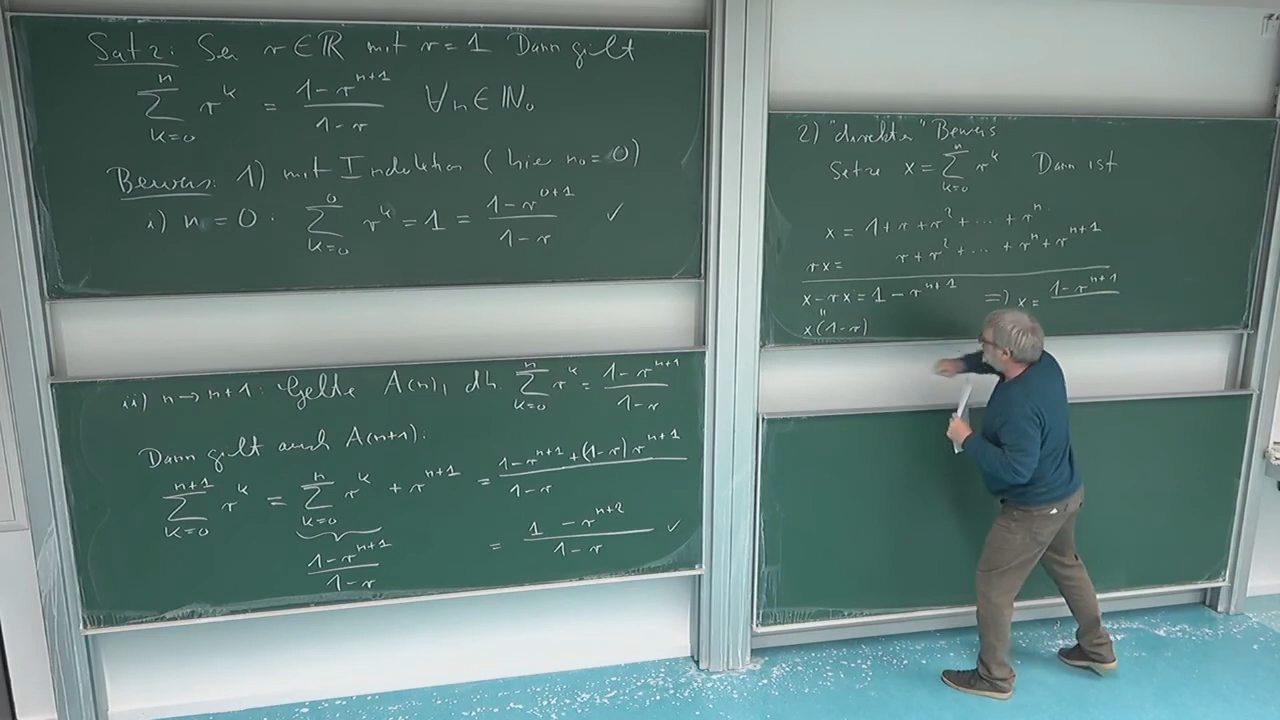 Satz: Sei r ∈ ℝ mit r = 1 Dann gilt
∑_{k=0}^{n} r^k = (1 - r^{n+1})/(1 - r) ∀ n ∈ ℕ₀
Beweis: 1) mit Induktion (hier n₀ = 0)
i) n = 0 : ∑_{k=0}^{0} r^k = 1 = (1 - r^{0+1})/(1 - r) ✓
ii) n → n+1 : Gelte A(n), dh. ∑_{k=0}^{n} r^k = (1 - r^{n+1})/(1 - r)
Dann gilt auch A(n+1):
∑_{k=0}^{n+1} r^k = ∑_{k=0}^{n} r^k + r^{n+1} = (1 - r^{n+1} + (1 - r) r^{n+1})/(1 - r)
(1 - r^{n+1})/(1 - r)
= (1 - r^{n+2})/(1 - r) ✓
2) "direkter" Beweis
Setze x = ∑_{k=0}^{n} r^k Dann ist
x = 1 + r + r² + ... + r^n
rx = r + r² + ... + r^n + r^{n+1}
x - rx = 1 - r^{n+1} ⇒ x = 1 - r^{n+1}
"
x(1 - r)